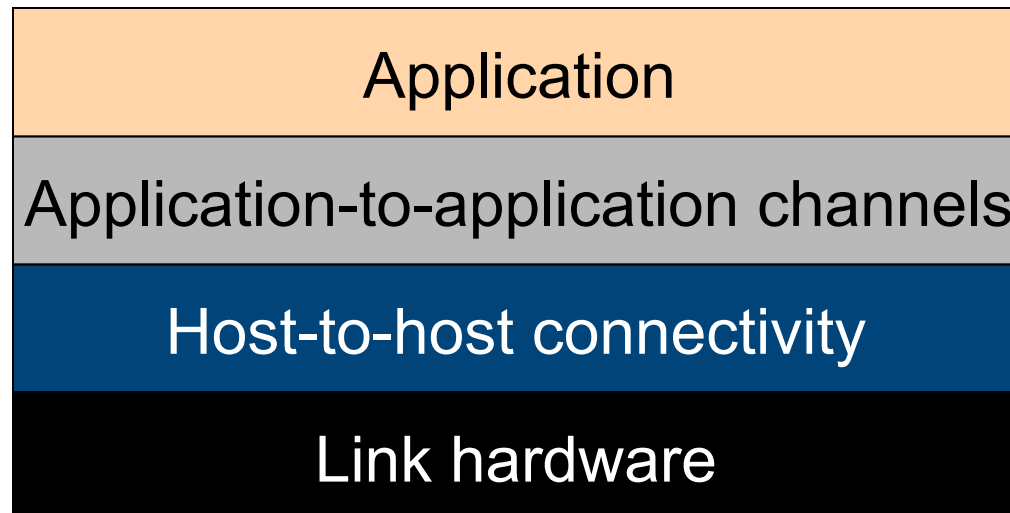 Application
Application-to-application channels
Host-to-host connectivity
Link hardware